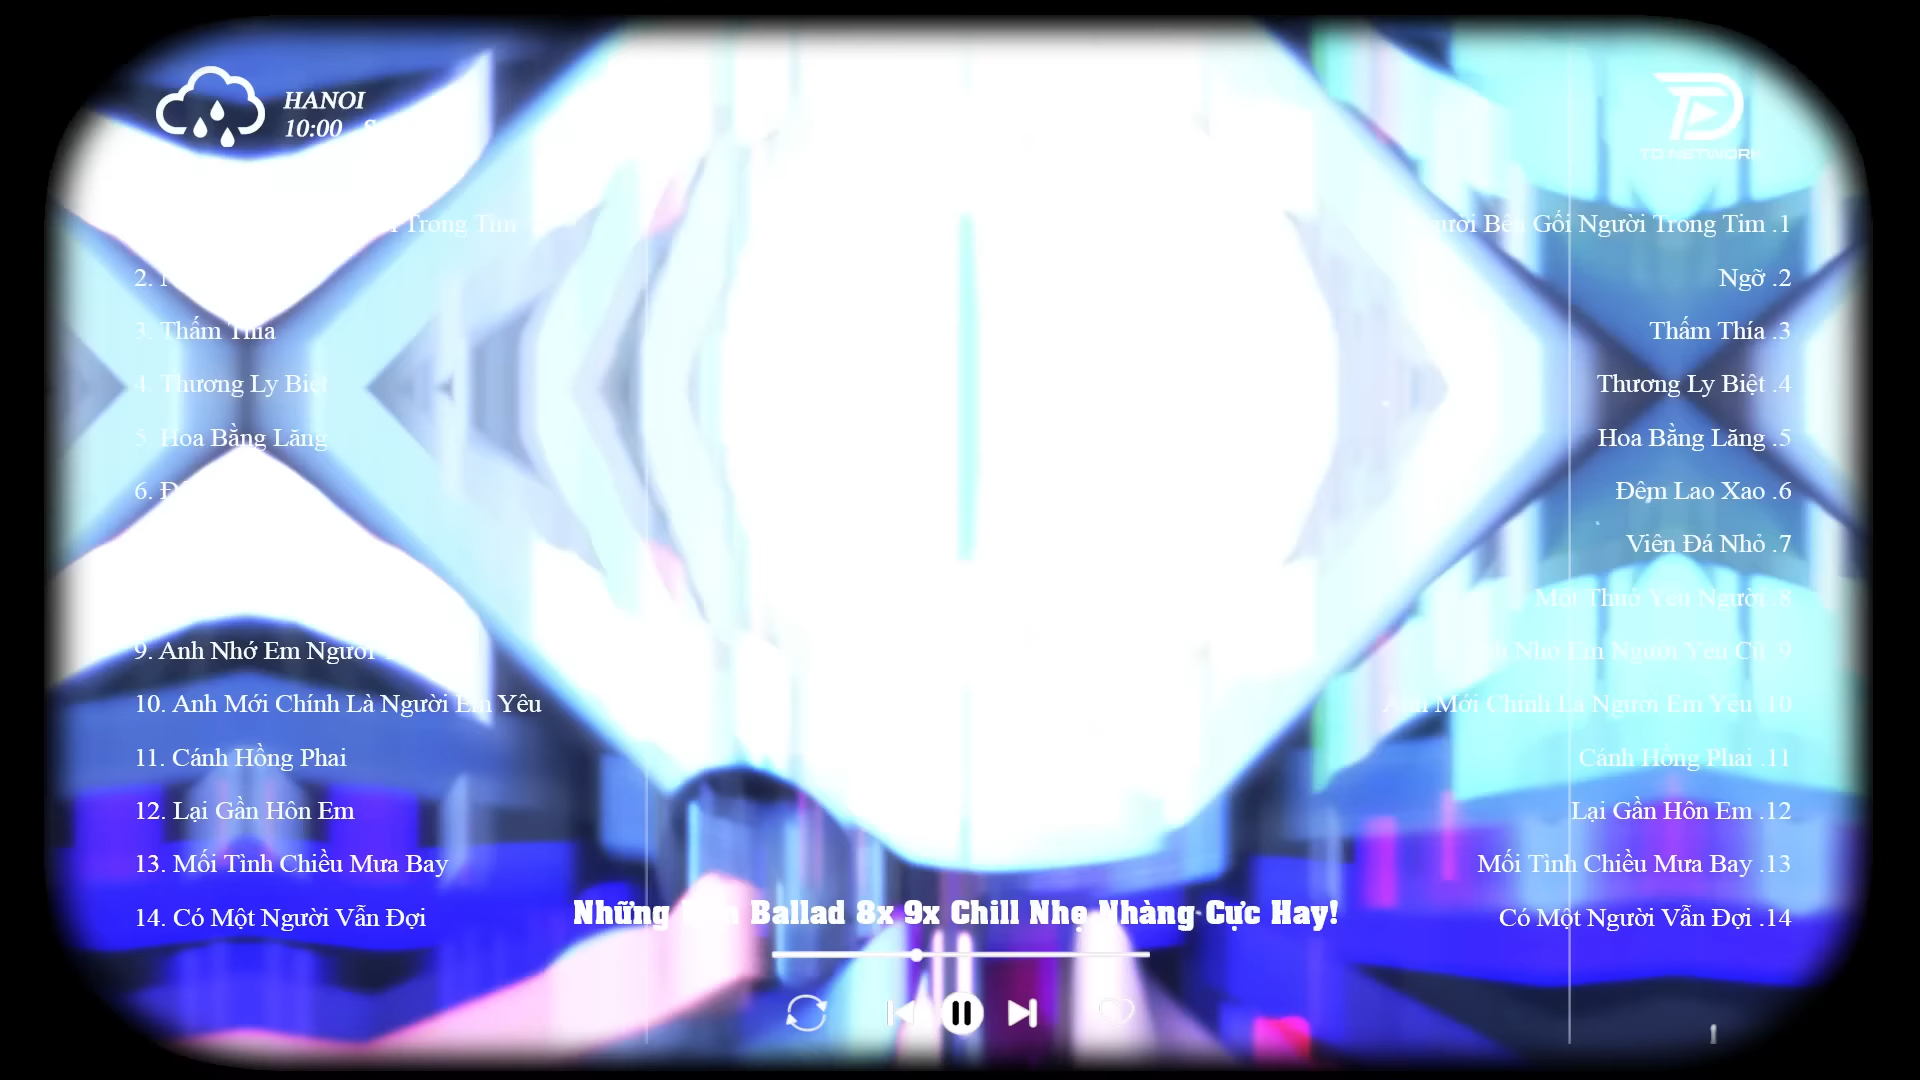 HANOI
10:00
TD NETWORK
Trong Tim
2.
3. Thấm Thía
4. Thương Ly Biệt
5. Hoa Bằng Lăng
6.
9. Anh Nhớ Em Người
10. Anh Mới Chính Là Người Em Yêu
11. Cánh Hồng Phai
12. Lại Gần Hôn Em
13. Mối Tình Chiều Mưa Bay
14. Có Một Người Vẫn Đợi
Người Bên Gối Người Trong Tim .1
Ngỡ .2
Thấm Thía .3
Thương Ly Biệt .4
Hoa Bằng Lăng .5
Đêm Lao Xao .6
Viên Đá Nhỏ .7
Một Thuở Yêu Người .8
Anh Nhớ Em Người Yêu Cũ .9
Anh Mới Chính Là Người Em Yêu .10
Cánh Hồng Phai .11
Lại Gần Hôn Em .12
Mối Tình Chiều Mưa Bay .13
Có Một Người Vẫn Đợi .14
Những Ballad 8x 9x Chill Nhẹ Nhàng Cực Hay!